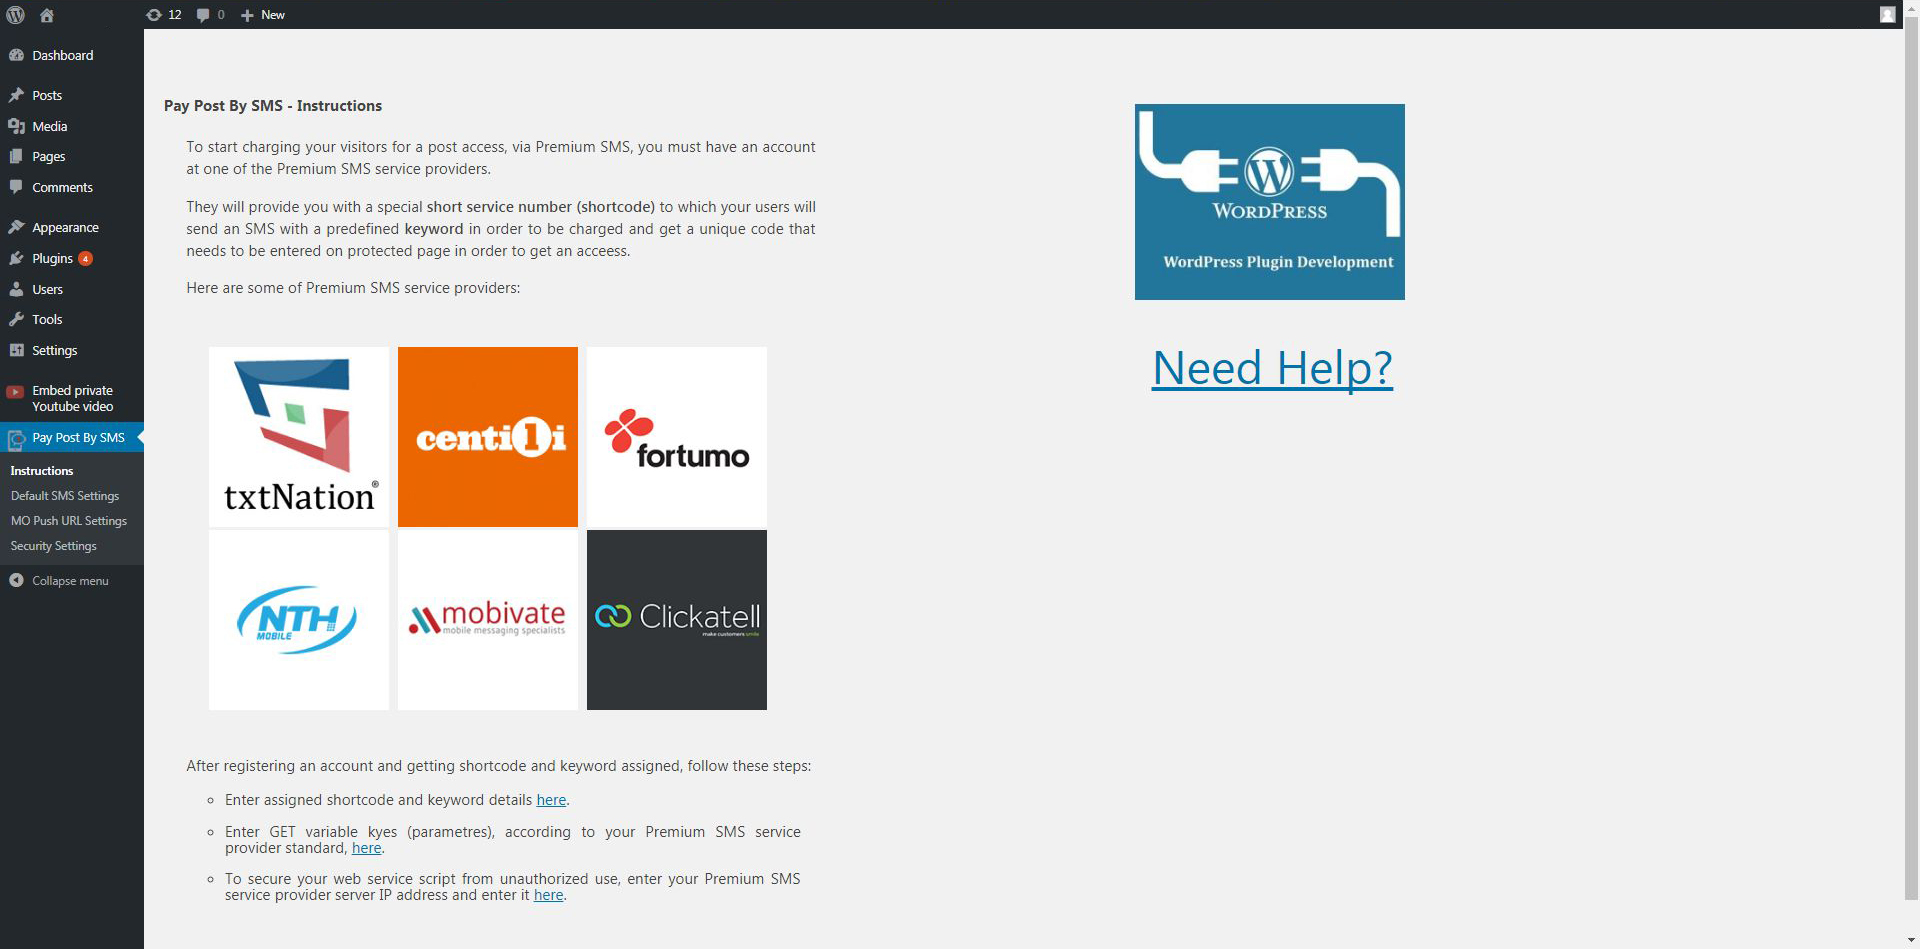 12 0 New
Dashboard
Posts
Media
Pages
Comments
Appearance
Plugins 4
Users
Tools
Settings
Embed private
Youtube video
Pay Post By SMS
Instructions
Default SMS Settings
MO Push URL Settings
Security Settings
Collapse menu
Pay Post By SMS - Instructions
To start charging your visitors for a post access, via Premium SMS, you must have an account
at one of the Premium SMS service providers.
They will provide you with a special short service number (shortcode) to which your users will
send an SMS with a predefined keyword in order to be charged and get a unique code that
needs to be entered on protected page in order to get an acceess.
Here are some of Premium SMS service providers:
txtNation®
centi1i
fortumo
NTH
MOBILE
mobivate
mobile messaging specialists
Clickatell
make customers smile
After registering an account and getting shortcode and keyword assigned, follow these steps:
Enter assigned shortcode and keyword details here.
Enter GET variable kyes (parametres), according to your Premium SMS service
provider standard, here.
To secure your web service script from unauthorized use, enter your Premium SMS
service provider server IP address and enter it here.
WORDPRESS
WordPress Plugin Development
Need Help?